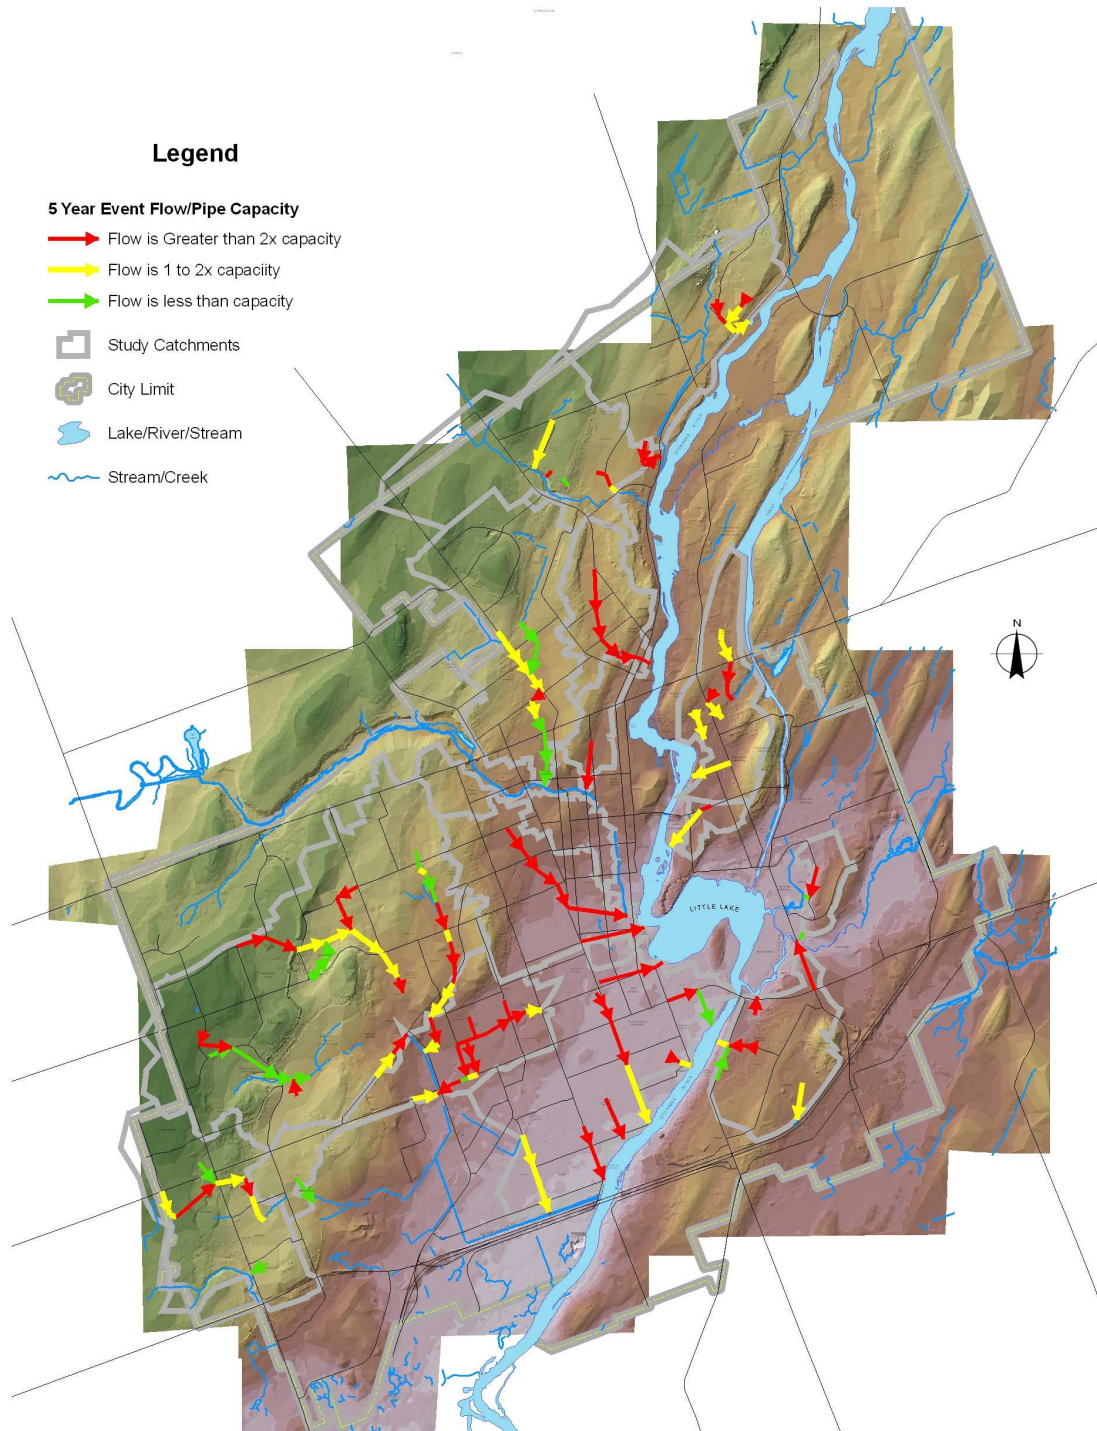 Legend
5 Year Event Flow/Pipe Capacity
Flow is Greater than 2x capacity
Flow is 1 to 2x capaciity
Flow is less than capacity
Study Catchments
City Limit
Lake/River/Stream
Stream/Creek
N
LITTLE LAKE